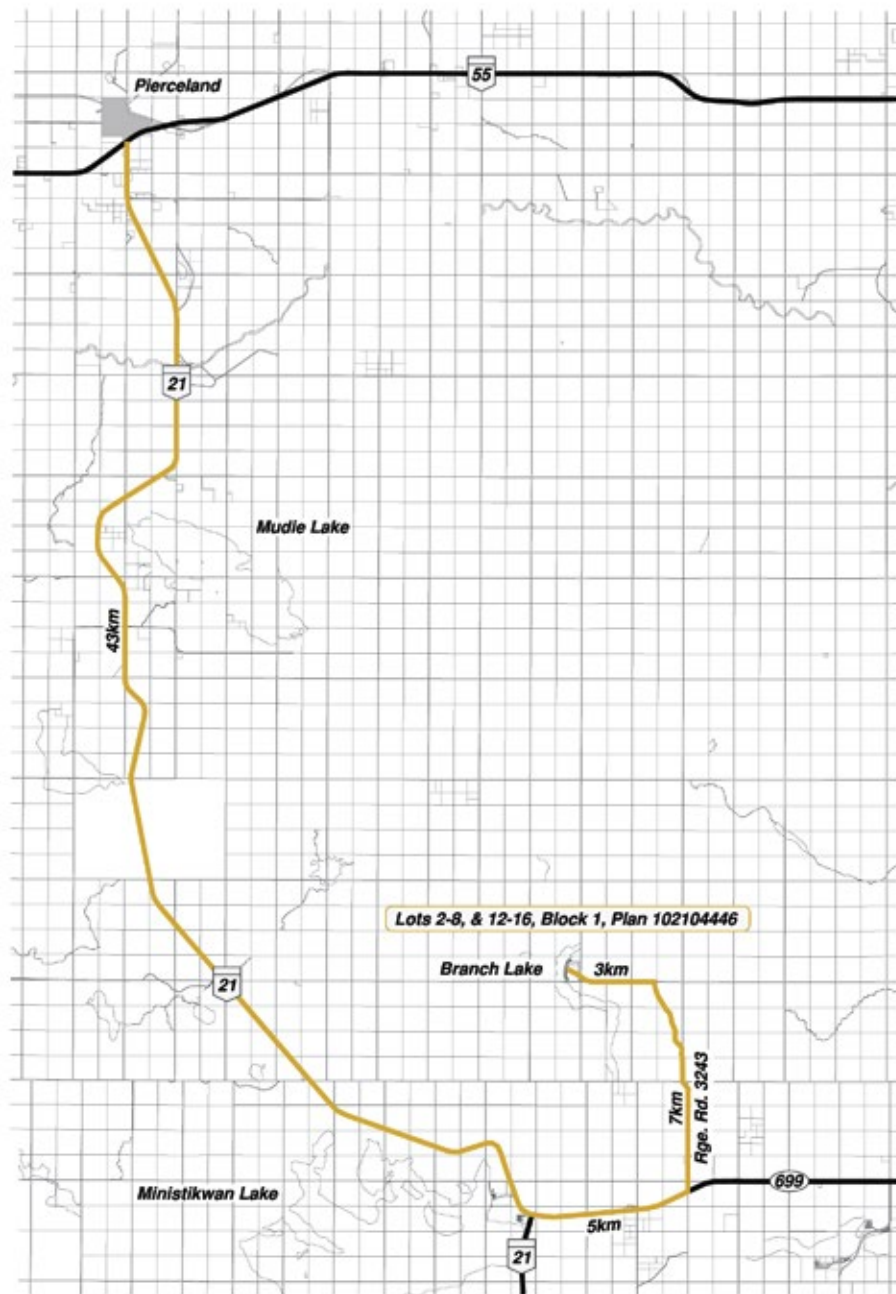 55
Pierceland
21
Mudie Lake
43km
Lots 2-8, & 12-16, Block 1, Plan 102104446
Branch Lake
3km
21
7km
Rge. Rd. 3243
699
Ministikwan Lake
5km
21